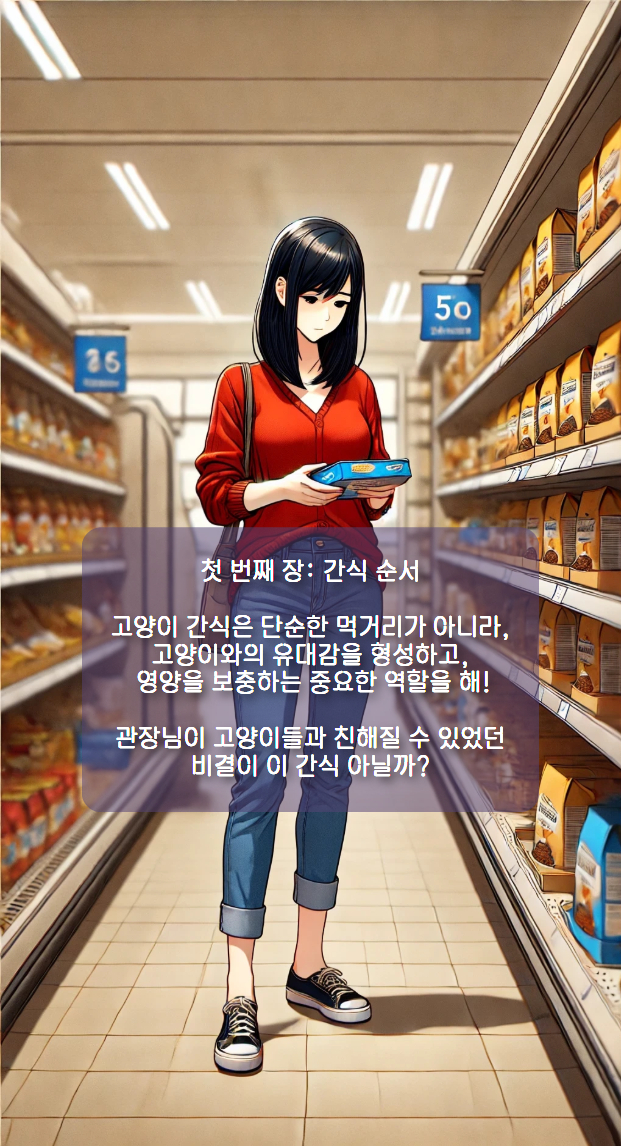 50
첫 번째 장: 간식 순서
고양이 간식은 단순한 먹거리가 아니라,
고양이와의 유대감을 형성하고,
영양을 보충하는 중요한 역할을 해!
관장님이 고양이들과 친해질 수 있었던
비결이 이 간식 아닐까?